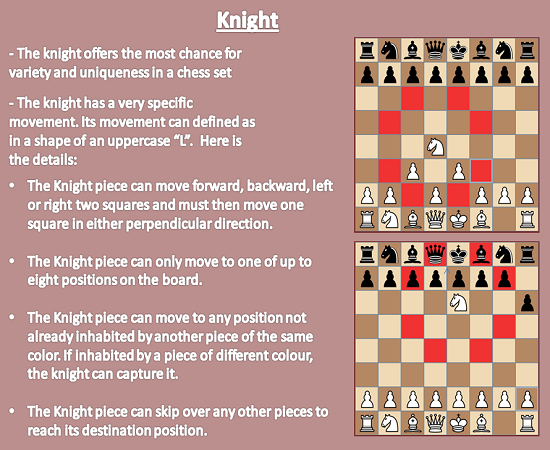 Knight
- The knight offers the most chance for
variety and uniqueness in a chess set
- The knight has a very specific
movement. Its movement can defined as
in a shape of an uppercase “L”. Here is
the details:
• The Knight piece can move forward, backward, left
or right two squares and must then move one
square in either perpendicular direction.
• The Knight piece can only move to one of up to
eight positions on the board.
• The Knight piece can move to any position not
already inhabited by another piece of the same
color. If inhabited by a piece of different colour,
the knight can capture it.
• The Knight piece can skip over any other pieces to
reach its destination position.